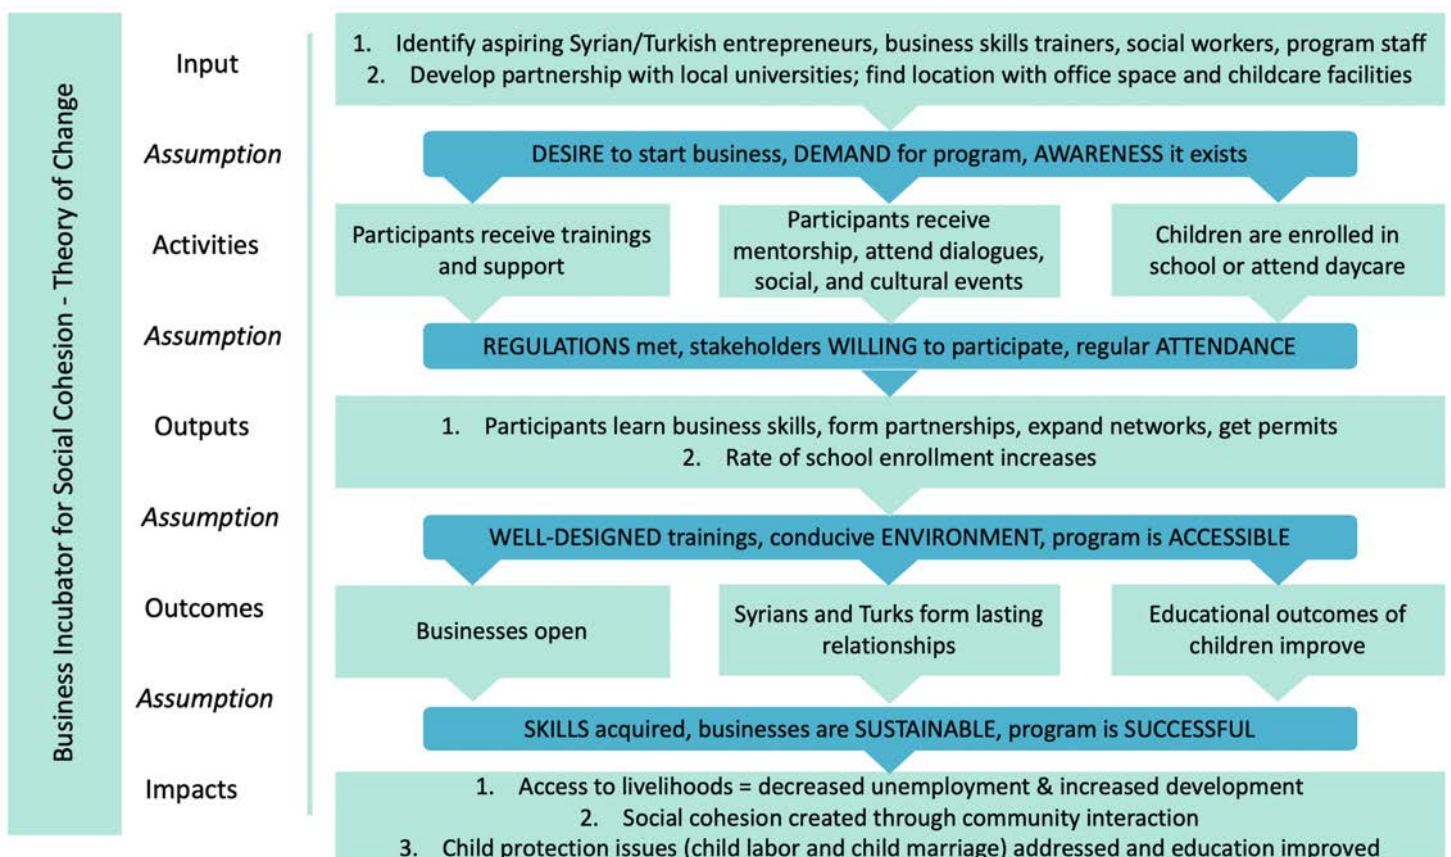 Business Incubator for Social Cohesion - Theory of Change
Input
1. Identify aspiring Syrian/Turkish entrepreneurs, business skills trainers, social workers, program staff
2. Develop partnership with local universities; find location with office space and childcare facilities
Assumption
DESIRE to start business, DEMAND for program, AWARENESS it exists
Activities
Participants receive trainings
and support
Participants receive
mentorship, attend dialogues,
social, and cultural events
Children are enrolled in
school or attend daycare
Assumption
REGULATIONS met, stakeholders WILLING to participate, regular ATTENDANCE
Outputs
1. Participants learn business skills, form partnerships, expand networks, get permits
2. Rate of school enrollment increases
Assumption
WELL-DESIGNED trainings, conducive ENVIRONMENT, program is ACCESSIBLE
Outcomes
Businesses open
Syrians and Turks form lasting
relationships
Educational outcomes of
children improve
Assumption
SKILLS acquired, businesses are SUSTAINABLE, program is SUCCESSFUL
Impacts
1. Access to livelihoods = decreased unemployment & increased development
2. Social cohesion created through community interaction
3. Child protection issues (child labor and child marriage) addressed and education improved